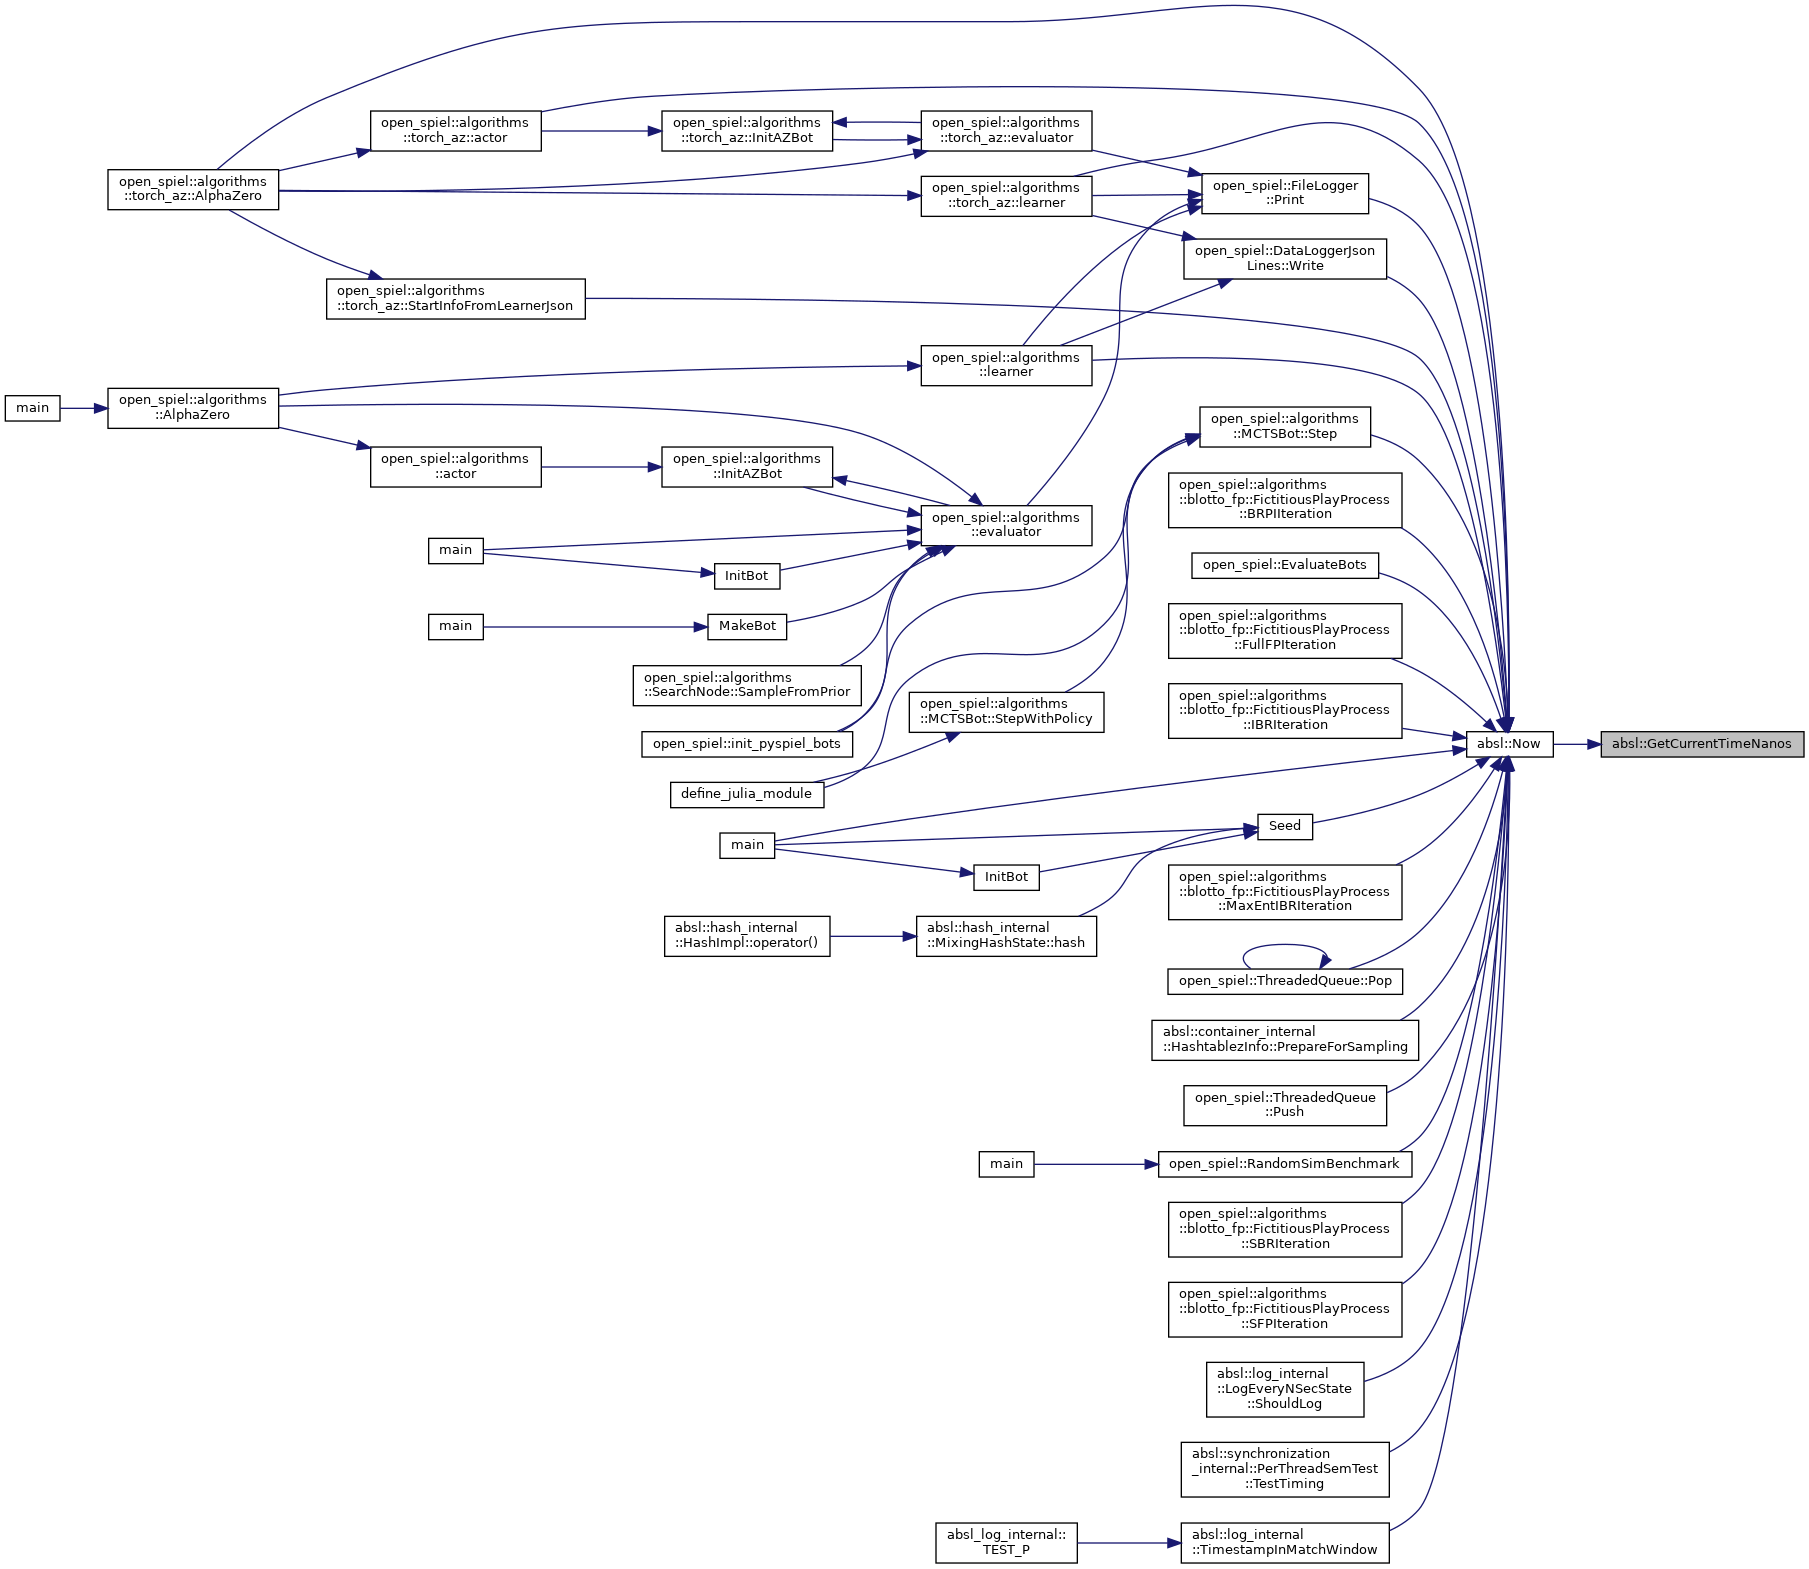 open_spiel::algorithms
::torch_az::actor
open_spiel::algorithms
::torch_az::InitAZBot
open_spiel::algorithms
::torch_az::evaluator
open_spiel::algorithms
::torch_az::AlphaZero
open_spiel::algorithms
::torch_az::learner
open_spiel::FileLogger
::Print
open_spiel::DataLoggerJson
Lines::Write
open_spiel::algorithms
::torch_az::StartInfoFromLearnerJson
open_spiel::algorithms
::learner
main
open_spiel::algorithms
::AlphaZero
open_spiel::algorithms
::MCTSBot::Step
open_spiel::algorithms
::actor
open_spiel::algorithms
::InitAZBot
open_spiel::algorithms
::blotto_fp::FictitiousPlayProcess
::BRPIIteration
open_spiel::algorithms
::evaluator
main
InitBot
open_spiel::EvaluateBots
main
MakeBot
open_spiel::algorithms
::blotto_fp::FictitiousPlayProcess
::FullFPIteration
open_spiel::algorithms
::SearchNode::SampleFromPrior
open_spiel::algorithms
::MCTSBot::StepWithPolicy
open_spiel::algorithms
::blotto_fp::FictitiousPlayProcess
::IBRIteration
open_spiel::init_pyspiel_bots
absl::Now
absl::GetCurrentTimeNanos
define_julia_module
main
Seed
InitBot
open_spiel::algorithms
::blotto_fp::FictitiousPlayProcess
::MaxEntIBRIteration
absl::hash_internal
::HashImpl::operator()
absl::hash_internal
::MixingHashState::hash
open_spiel::ThreadedQueue::Pop
absl::container_internal
::HashtablezInfo::PrepareForSampling
open_spiel::ThreadedQueue
::Push
main
open_spiel::RandomSimBenchmark
open_spiel::algorithms
::blotto_fp::FictitiousPlayProcess
::SBRIteration
open_spiel::algorithms
::blotto_fp::FictitiousPlayProcess
::SFPIteration
absl::log_internal
::LogEveryNSecState
::ShouldLog
absl::synchronization
_internal::PerThreadSemTest
::TestTiming
absl_log_internal::
TEST_P
absl::log_internal
::TimestampInMatchWindow